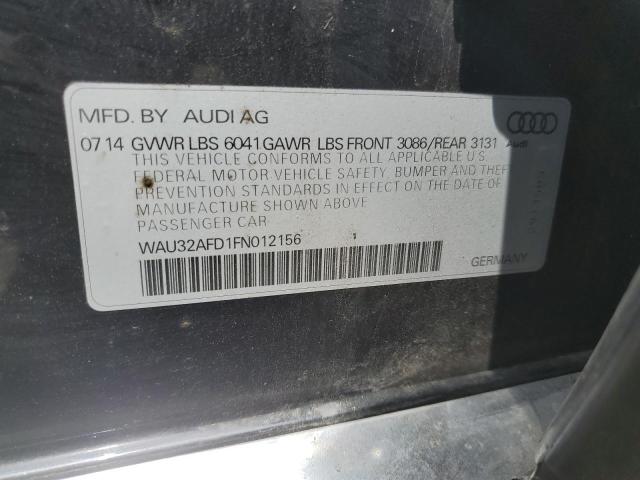 MFD. BY AUDI AG
07 14 GVWR LBS 6041 GAWR LBS FRONT 3086/REAR 3131 Audi
THIS VEHICLE CONFORMS TO ALL APPLICABLE U.S.
FEDERAL MOTOR VEHICLE SAFETY, BUMPER AND THEFT
PREVENTION STANDARDS IN EFFECT ON THE DATE OF
MANUFACTURE SHOWN ABOVE
PASSENGER CAR
WAU32AFD1FN012156
GERMANY